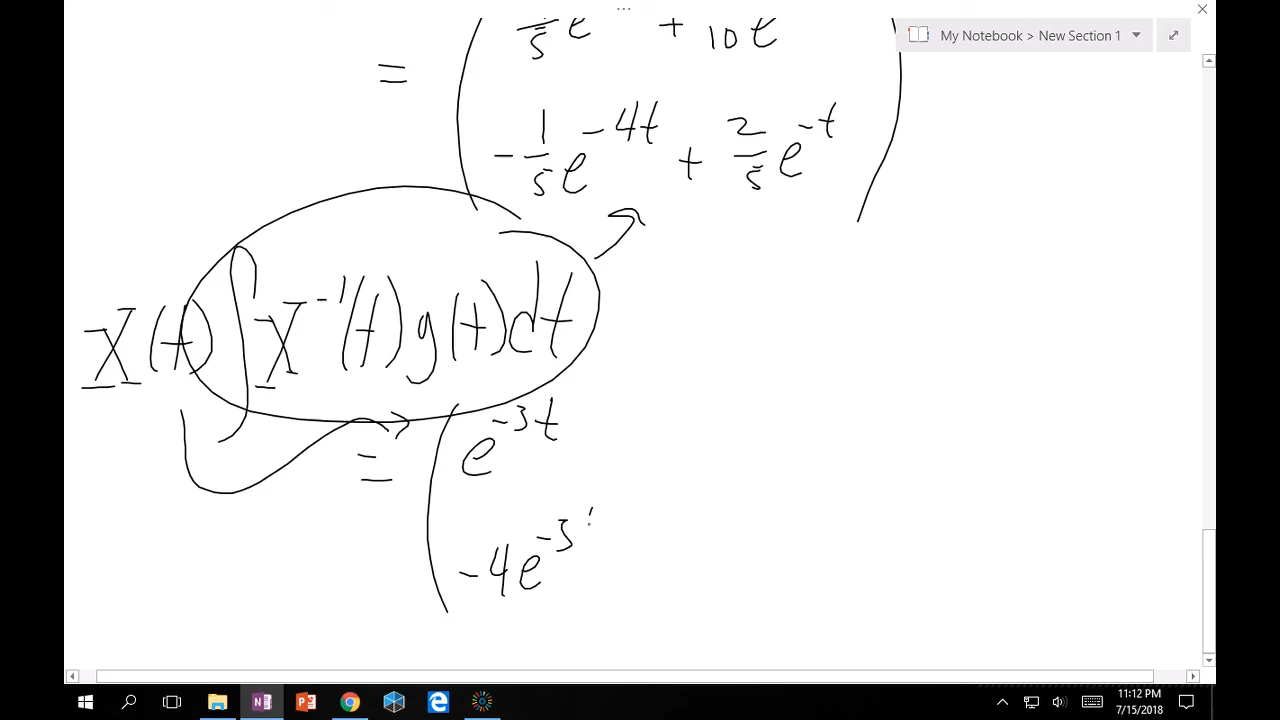 My Notebook > New Section 1
/5 e + 10 e
=
- 1/5 e^{-4t} + 2/5 e^{-t}
X(t) ∫ X^{-1}(t) g(t) dt
= e^{-3t}
-4e^{-3
11:12 PM
7/15/2018